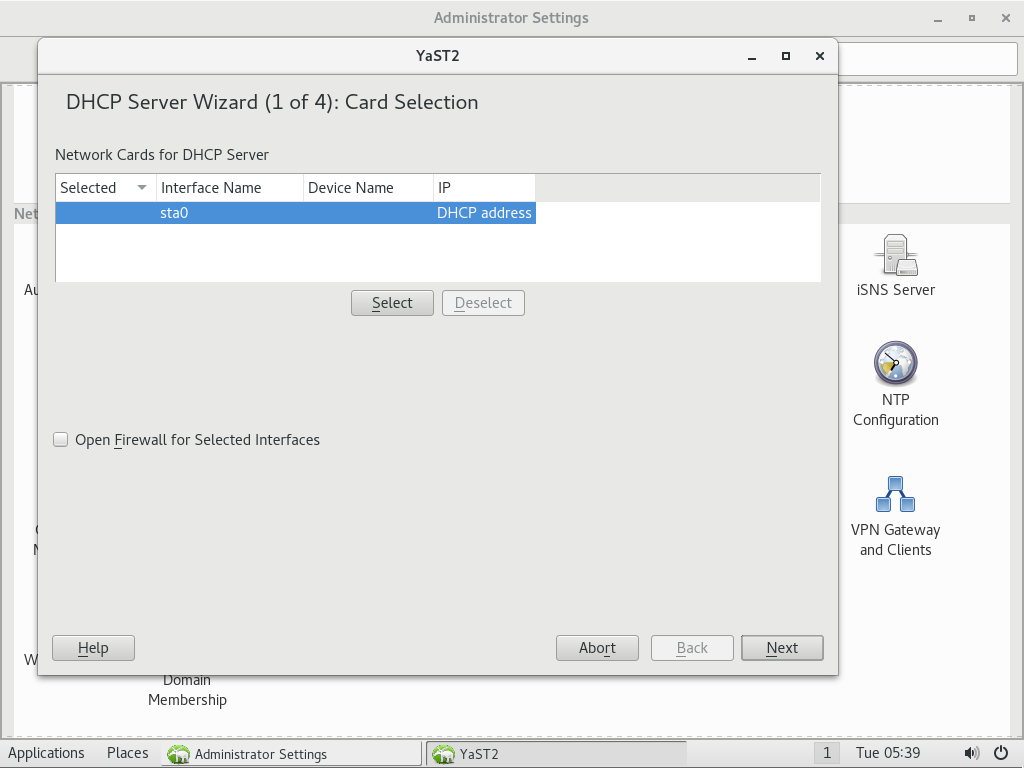 Administrator Settings
YaST2
DHCP Server Wizard (1 of 4): Card Selection
Network Cards for DHCP Server
Selected Interface Name Device Name IP
sta0 DHCP address
Select Deselect
Open Firewall for Selected Interfaces
Help Abort Back Next
iSNS Server
NTP
Configuration
VPN Gateway
and Clients
Domain
Membership
Applications Places Administrator Settings YaST2 1 Tue 05:39